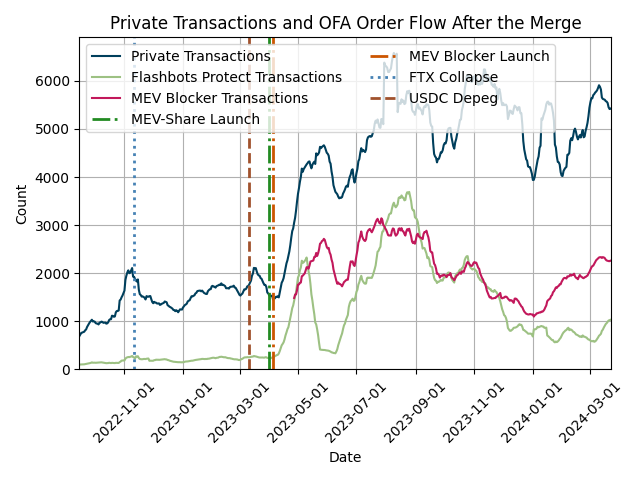 Private Transactions and OFA Order Flow After the Merge
Private Transactions
Flashbots Protect Transactions
MEV Blocker Transactions
MEV-Share Launch
MEV Blocker Launch
FTX Collapse
USDC Depeg
Count
6000
5000
4000
3000
2000
1000
0
2022-11-01
2023-01-01
2023-03-01
2023-05-01
2023-07-01
2023-09-01
2023-11-01
2024-01-01
2024-03-01
Date